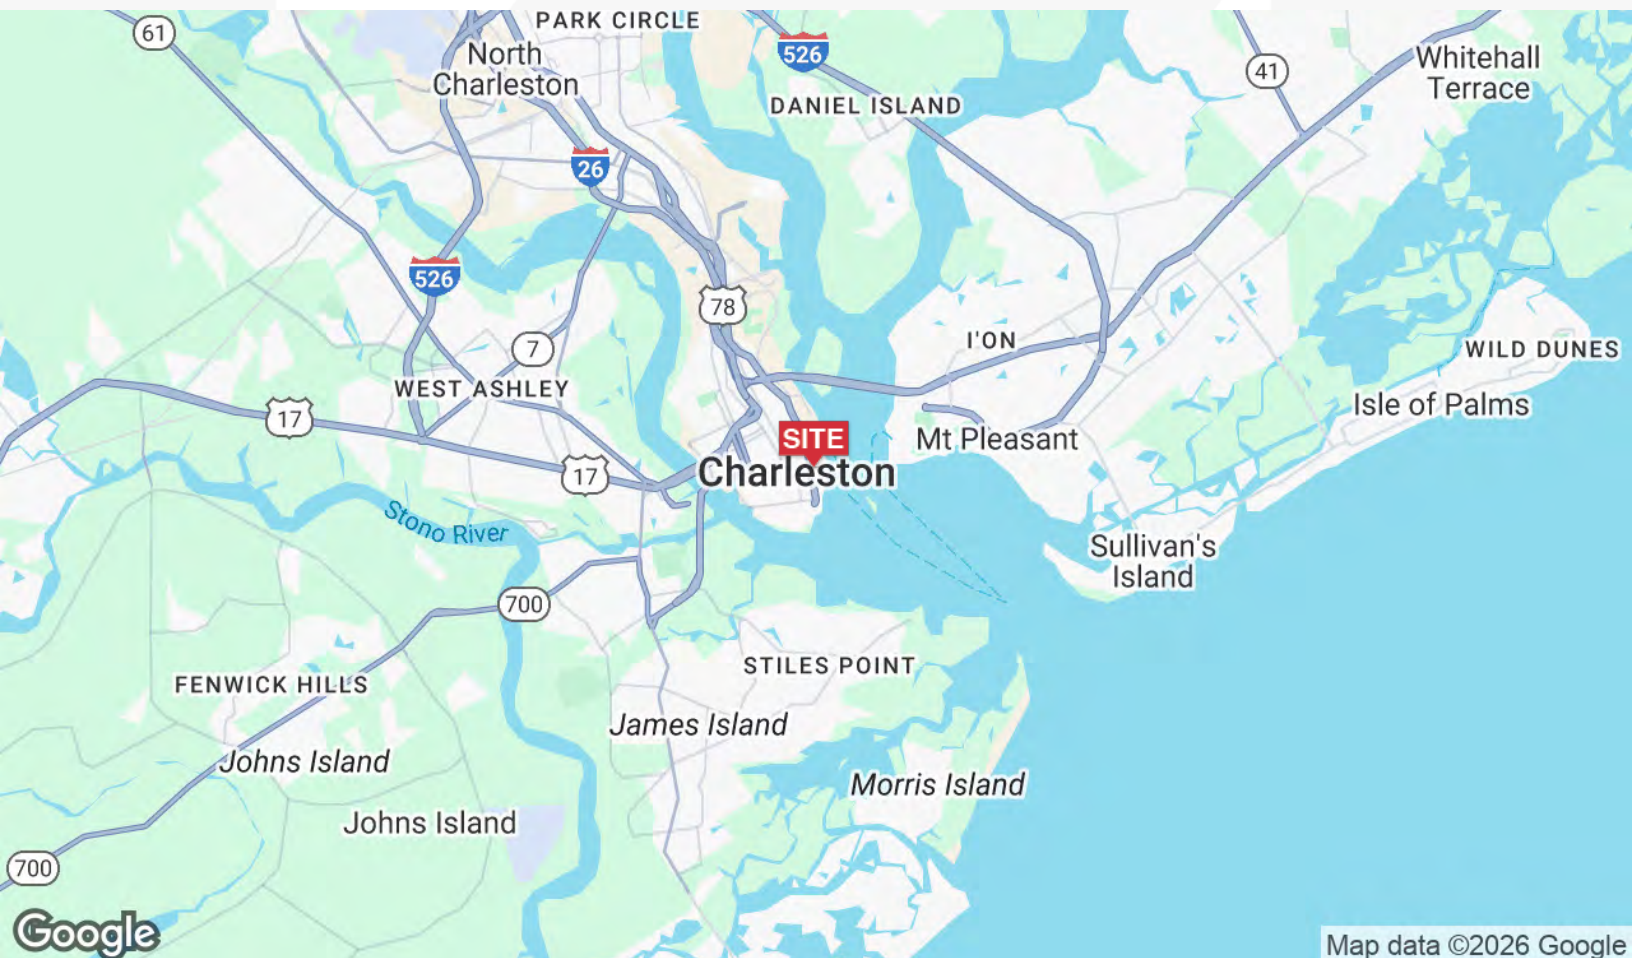 PARK CIRCLE
61
North
Charleston
526
41
Whitehall
Terrace
DANIEL ISLAND
26
526
78
7
I'ON
WILD DUNES
WEST ASHLEY
17
Isle of Palms
SITE
Mt Pleasant
17
Charleston
Stono River
Sullivan's
Island
700
STILES POINT
FENWICK HILLS
James Island
Johns Island
Morris Island
Johns Island
700
Google
Map data ©2026 Google